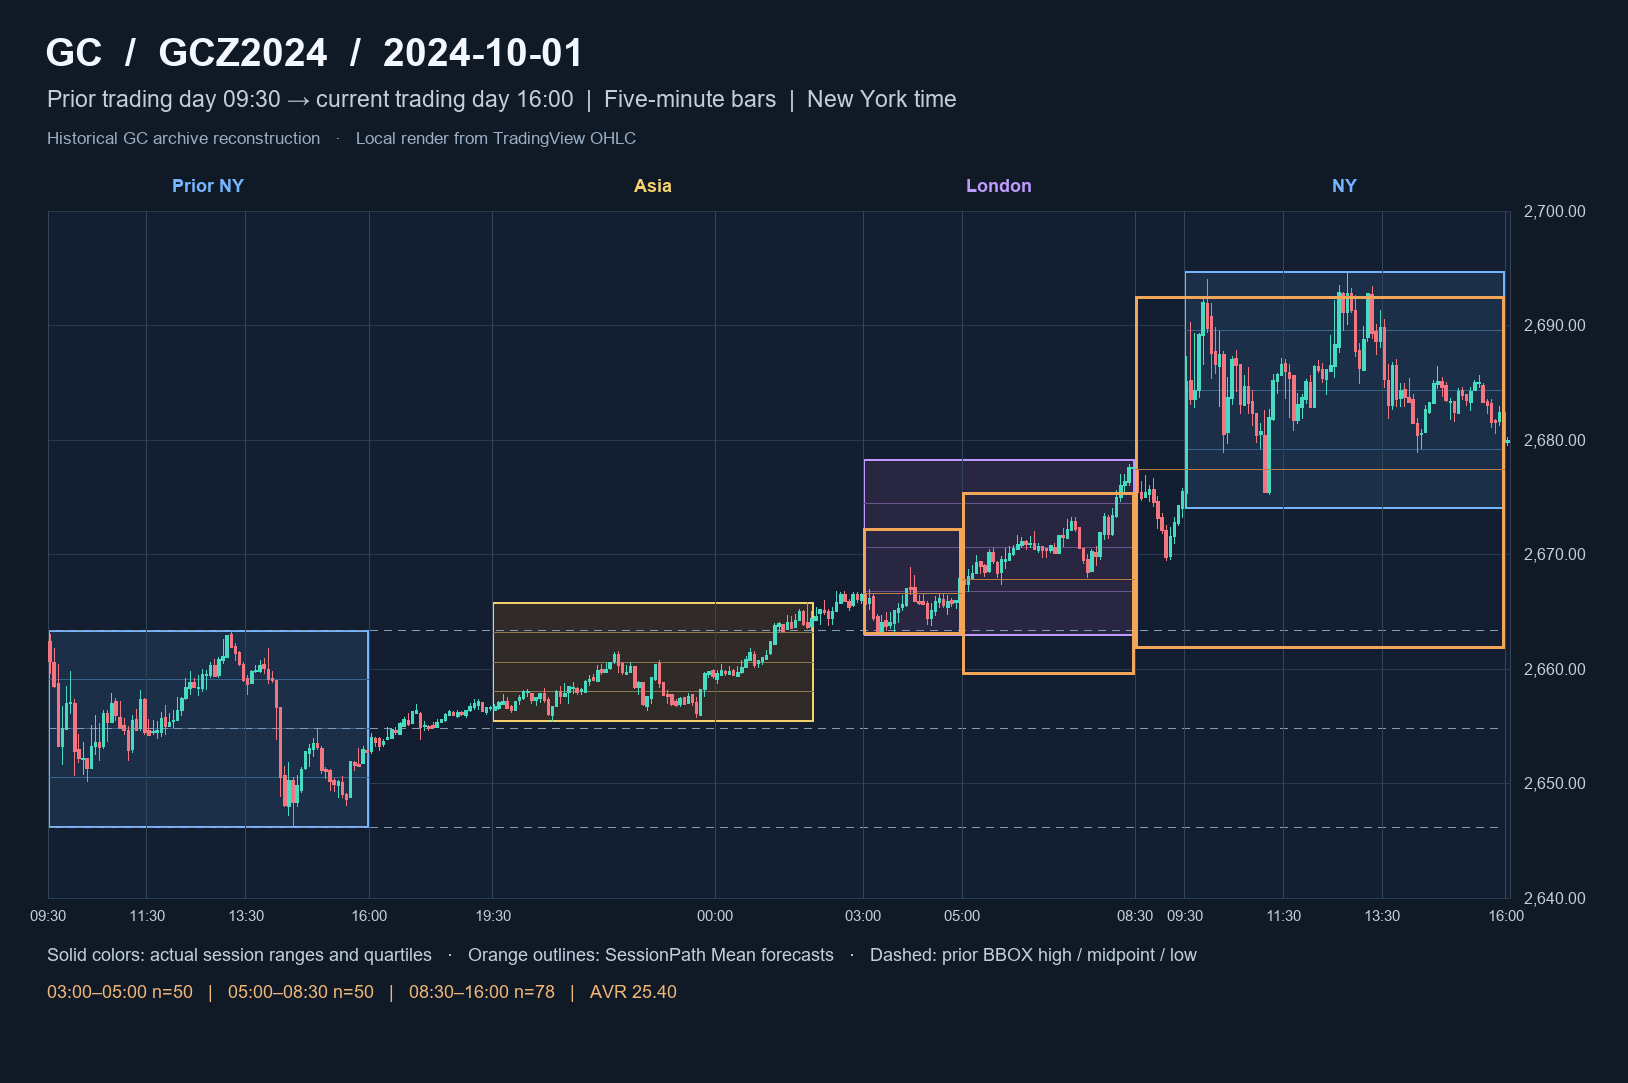 GC / GCZ2024 / 2024-10-01
Prior trading day 09:30 → current trading day 16:00 | Five-minute bars | New York time
Historical GC archive reconstruction · Local render from TradingView OHLC
Prior NY Asia London NY
2,700.00
2,690.00
2,680.00
2,670.00
2,660.00
2,650.00
2,640.00
09:30 11:30 13:30 16:00 19:30 00:00 03:00 05:00 08:30 09:30 11:30 13:30 16:00
Solid colors: actual session ranges and quartiles · Orange outlines: SessionPath Mean forecasts · Dashed: prior BBOX high / midpoint / low
03:00–05:00 n=50 | 05:00–08:30 n=50 | 08:30–16:00 n=78 | AVR 25.40